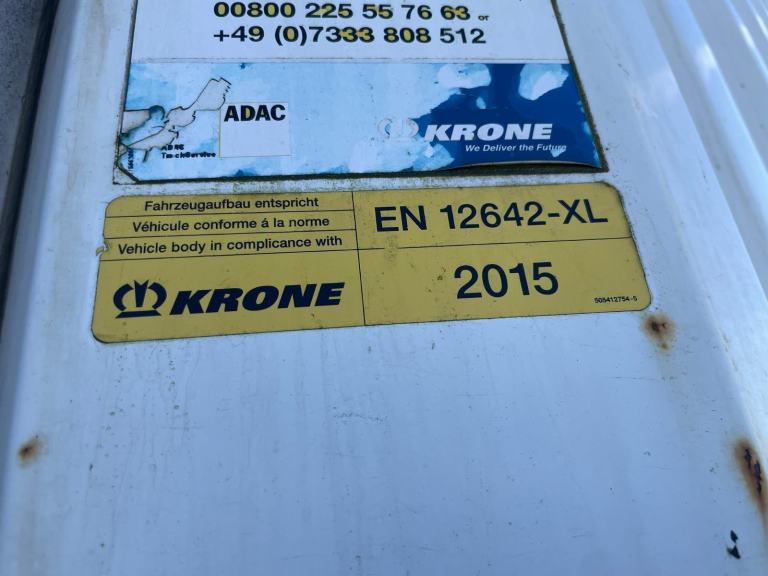 00800 225 55 76 63 or
+49 (0)7333 808 512
ADAC
KRONE
We Deliver the Future
TruckService
Fahrzeugaufbau entspricht
Véhicule conforme á la norme
Vehicle body in complicance with
EN 12642-XL
KRONE
2015
505412754-S